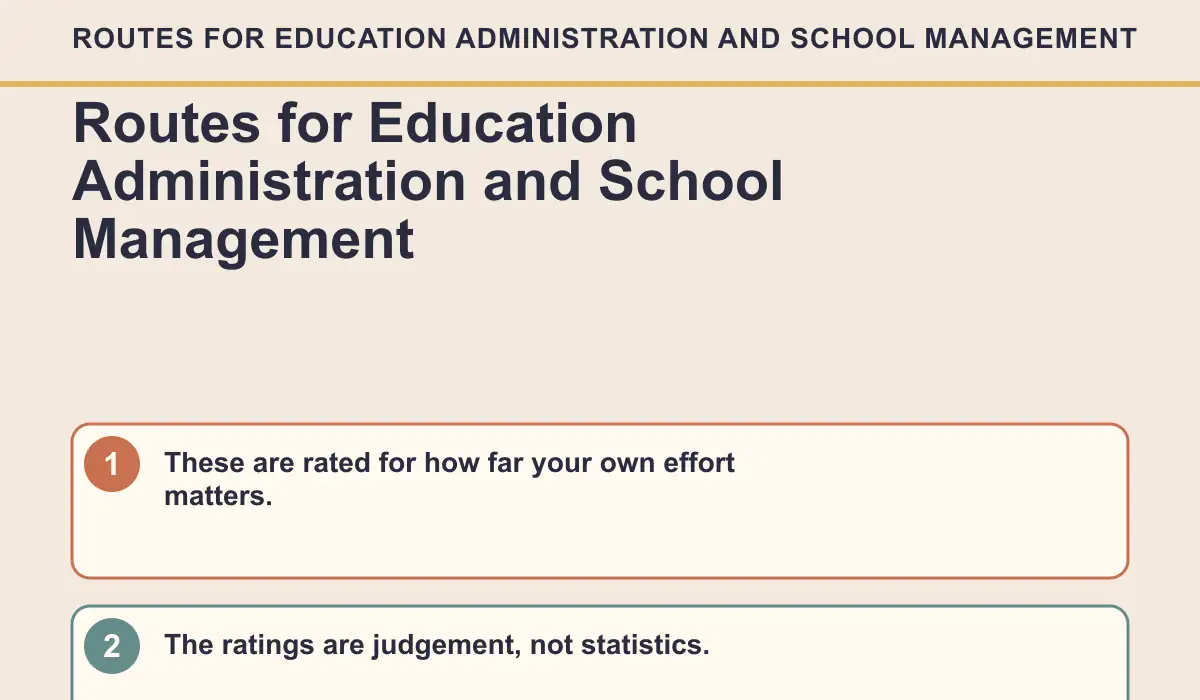 ROUTES FOR EDUCATION ADMINISTRATION AND SCHOOL MANAGEMENT
Routes for Education
Administration and School
Management
1
These are rated for how far your own effort
matters.
2
The ratings are judgement, not statistics.